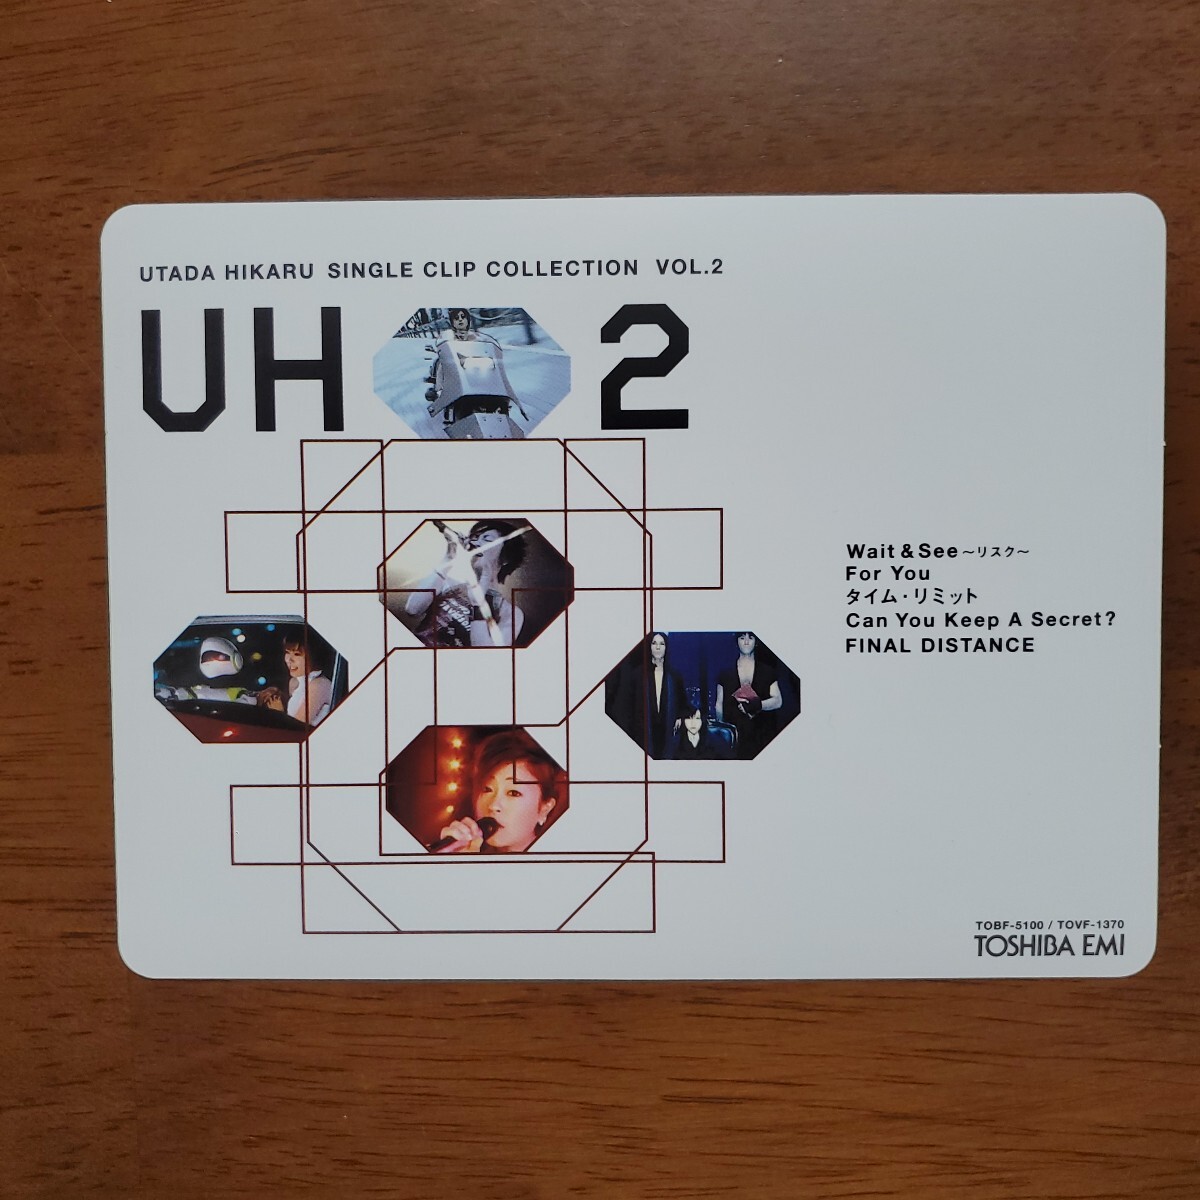 UTADA HIKARU SINGLE CLIP COLLECTION VOL.2
UH 2
Wait & See ~リスク~
For You
タイム・リミット
Can You Keep A Secret?
FINAL DISTANCE
TOBF-5100 / TOVF-1370
TOSHIBA EMI